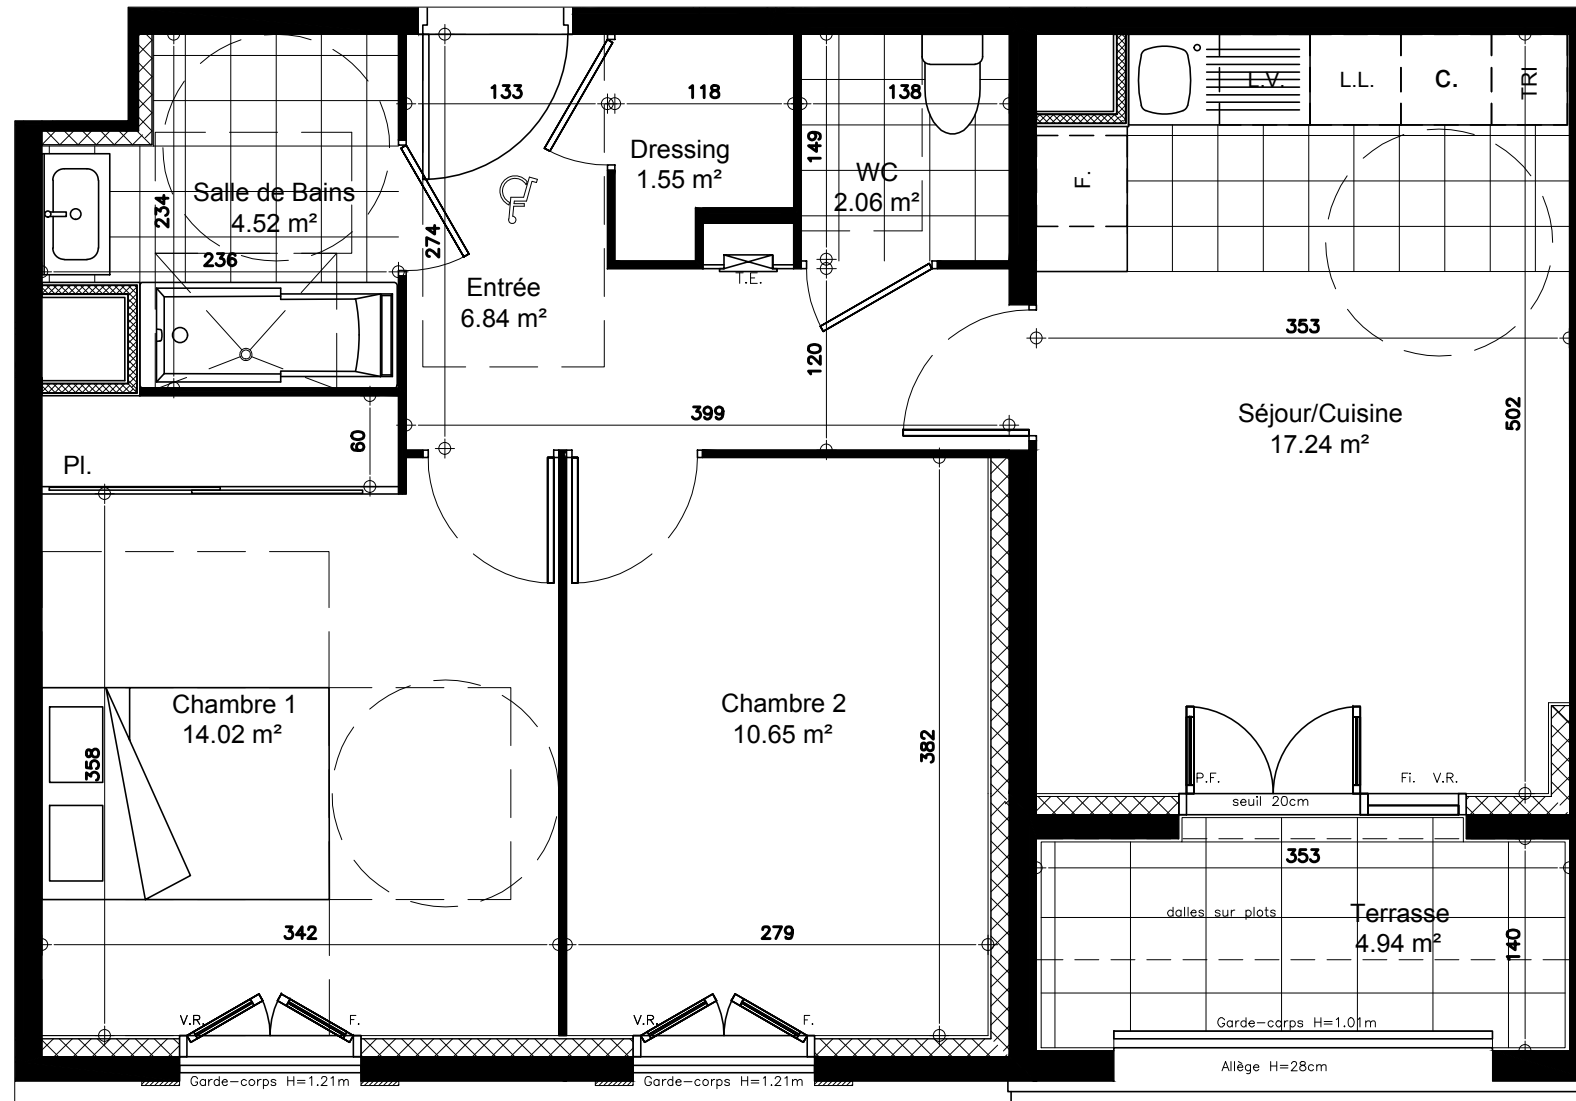 133
118
138
L.V.
L.L.
C.
TRI
149
Dressing
1.55 m²
WC
2.06 m²
F.
Salle de Bains
4.52 m²
234
236
274
Entrée
6.84 m²
T.E.
353
120
399
Séjour/Cuisine
17.24 m²
502
60
Pl.
Chambre 1
14.02 m²
358
Chambre 2
10.65 m²
382
P.F.
Fi.
V.R.
seuil 20cm
353
dalles sur plots
Terrasse
4.94 m²
140
342
279
V.R.
F.
V.R.
F.
Garde-corps H=1.01m
Allège H=28cm
Garde-corps H=1.21m
Garde-corps H=1.21m